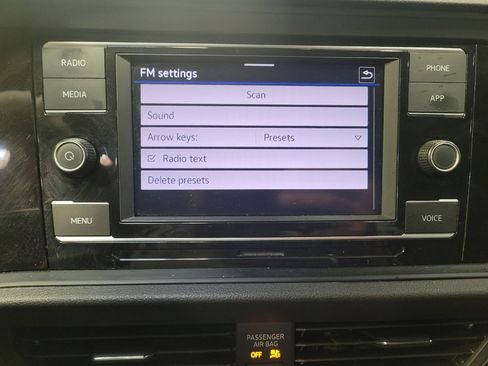 RADIO
MEDIA
MENU
FM settings
Scan
Sound
Arrow keys: Presets
Radio text
Delete presets
PHONE
APP
VOICE
PASSENGER
AIR BAG
OFF